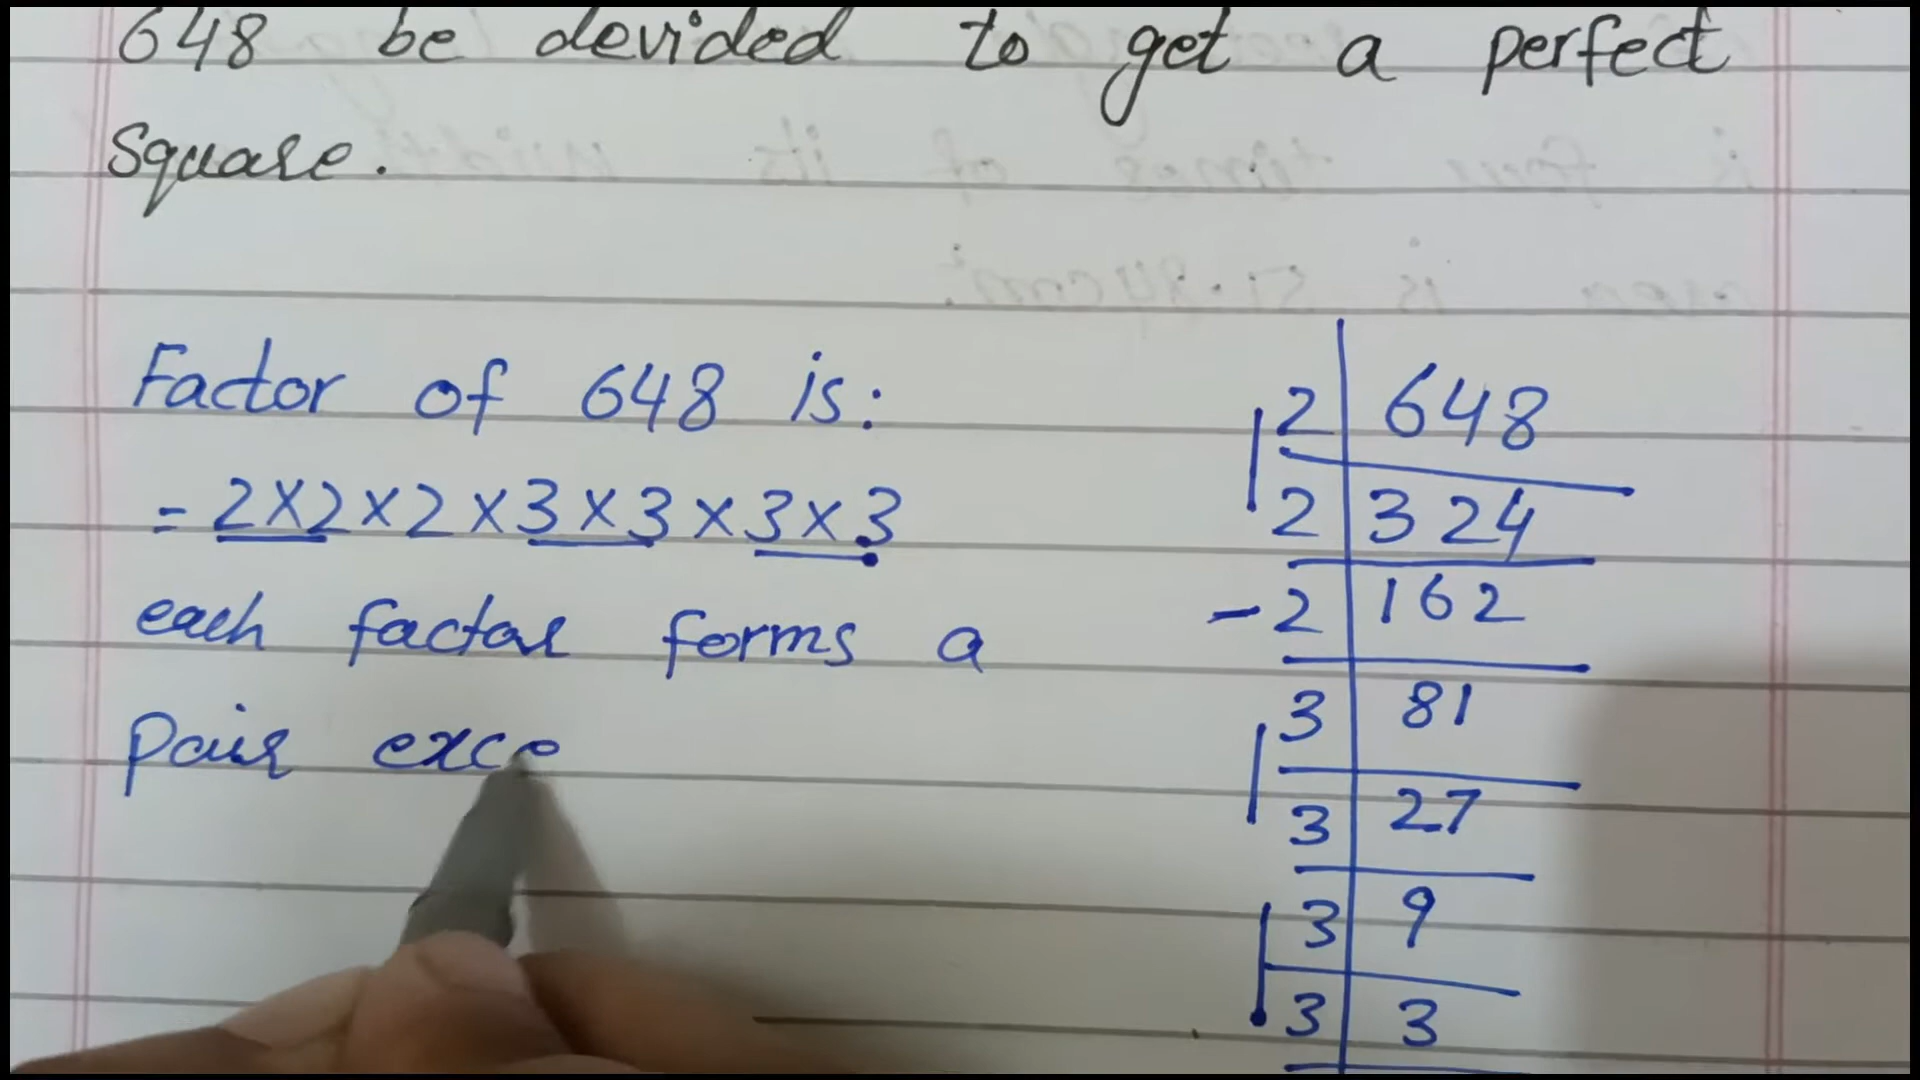 648 be devided to get a perfect
square.
Factor of 648 is:
= 2×2×2×3×3×3×3
each factor forms a
pair exce
2 648
2 324
- 2 162
3 81
3 27
3 9
3 3